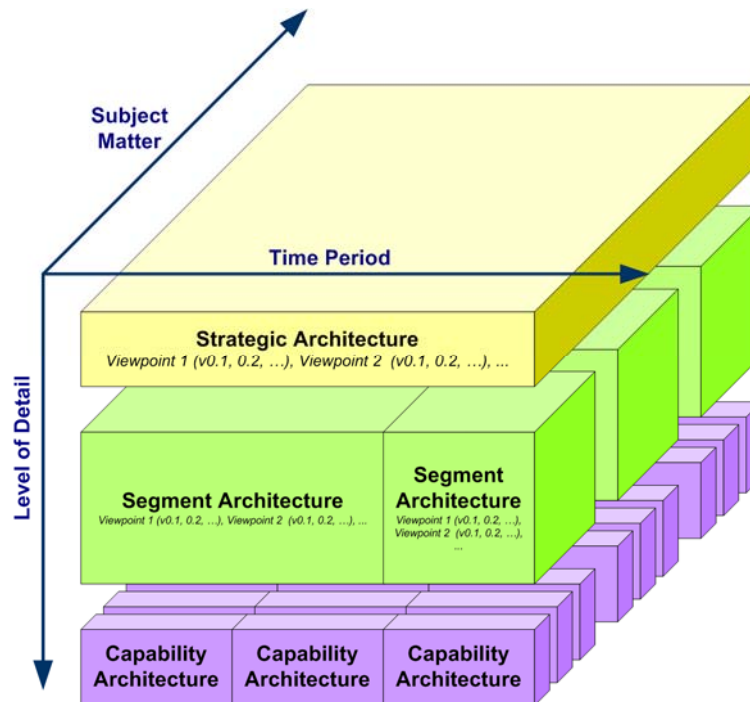 Subject
Matter
Time Period
Level of Detail
Strategic Architecture
Viewpoint 1 (v0.1, 0.2, …), Viewpoint 2  (v0.1, 0.2, …), ...
Segment Architecture
Viewpoint 1 (v0.1, 0.2, …), Viewpoint 2  (v0.1, 0.2, …), ...
Segment
Architecture
Viewpoint 1 (v0.1, 0.2, …),
Viewpoint 2  (v0.1, 0.2, …),
...
Capability
Architecture
Capability
Architecture
Capability
Architecture